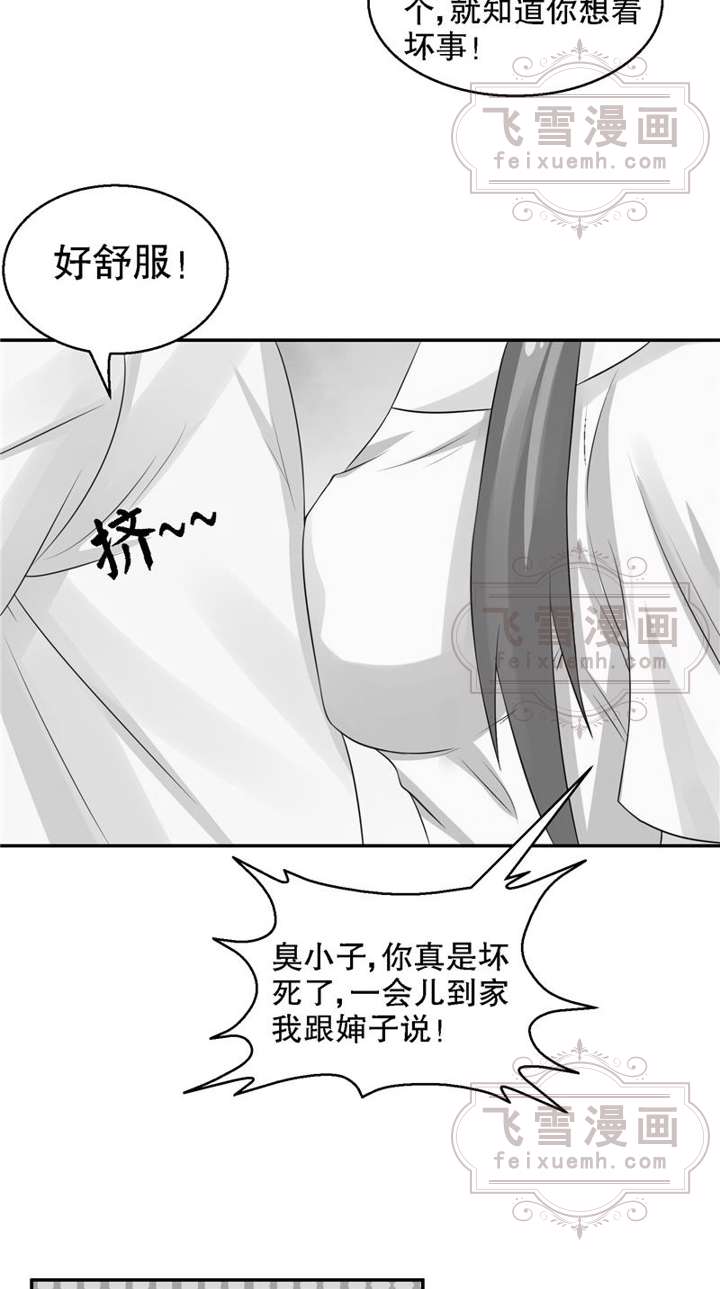 个,就知道你想着
坏事!
飞雪漫画
feixuemh.com
好舒服!
挤~~
飞雪漫画
feixuemh.com
臭小子,你真是坏
死了,一会儿到家
我跟婶子说!
飞雪漫画
feixuemh.com